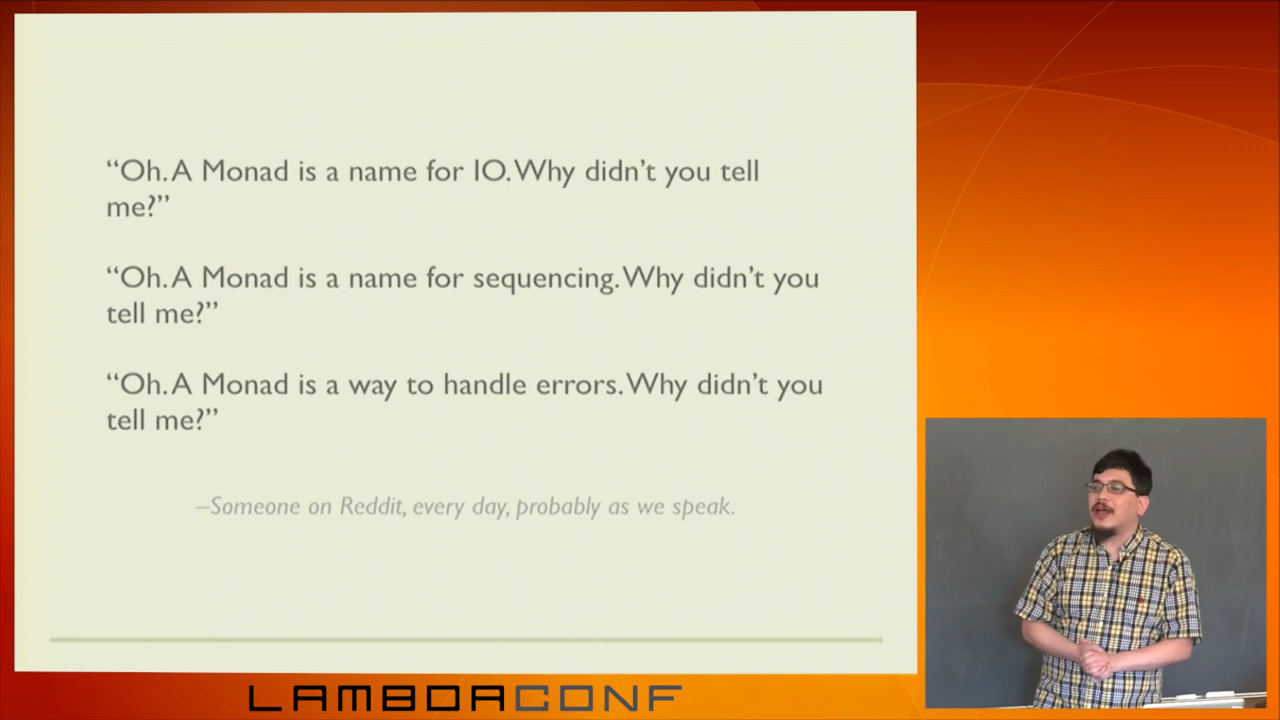 “Oh. A Monad is a name for IO. Why didn’t you tell
me?”
“Oh. A Monad is a name for sequencing. Why didn’t you
tell me?”
“Oh. A Monad is a way to handle errors. Why didn’t you
tell me?”
–Someone on Reddit, every day, probably as we speak.
LAMBDACONF